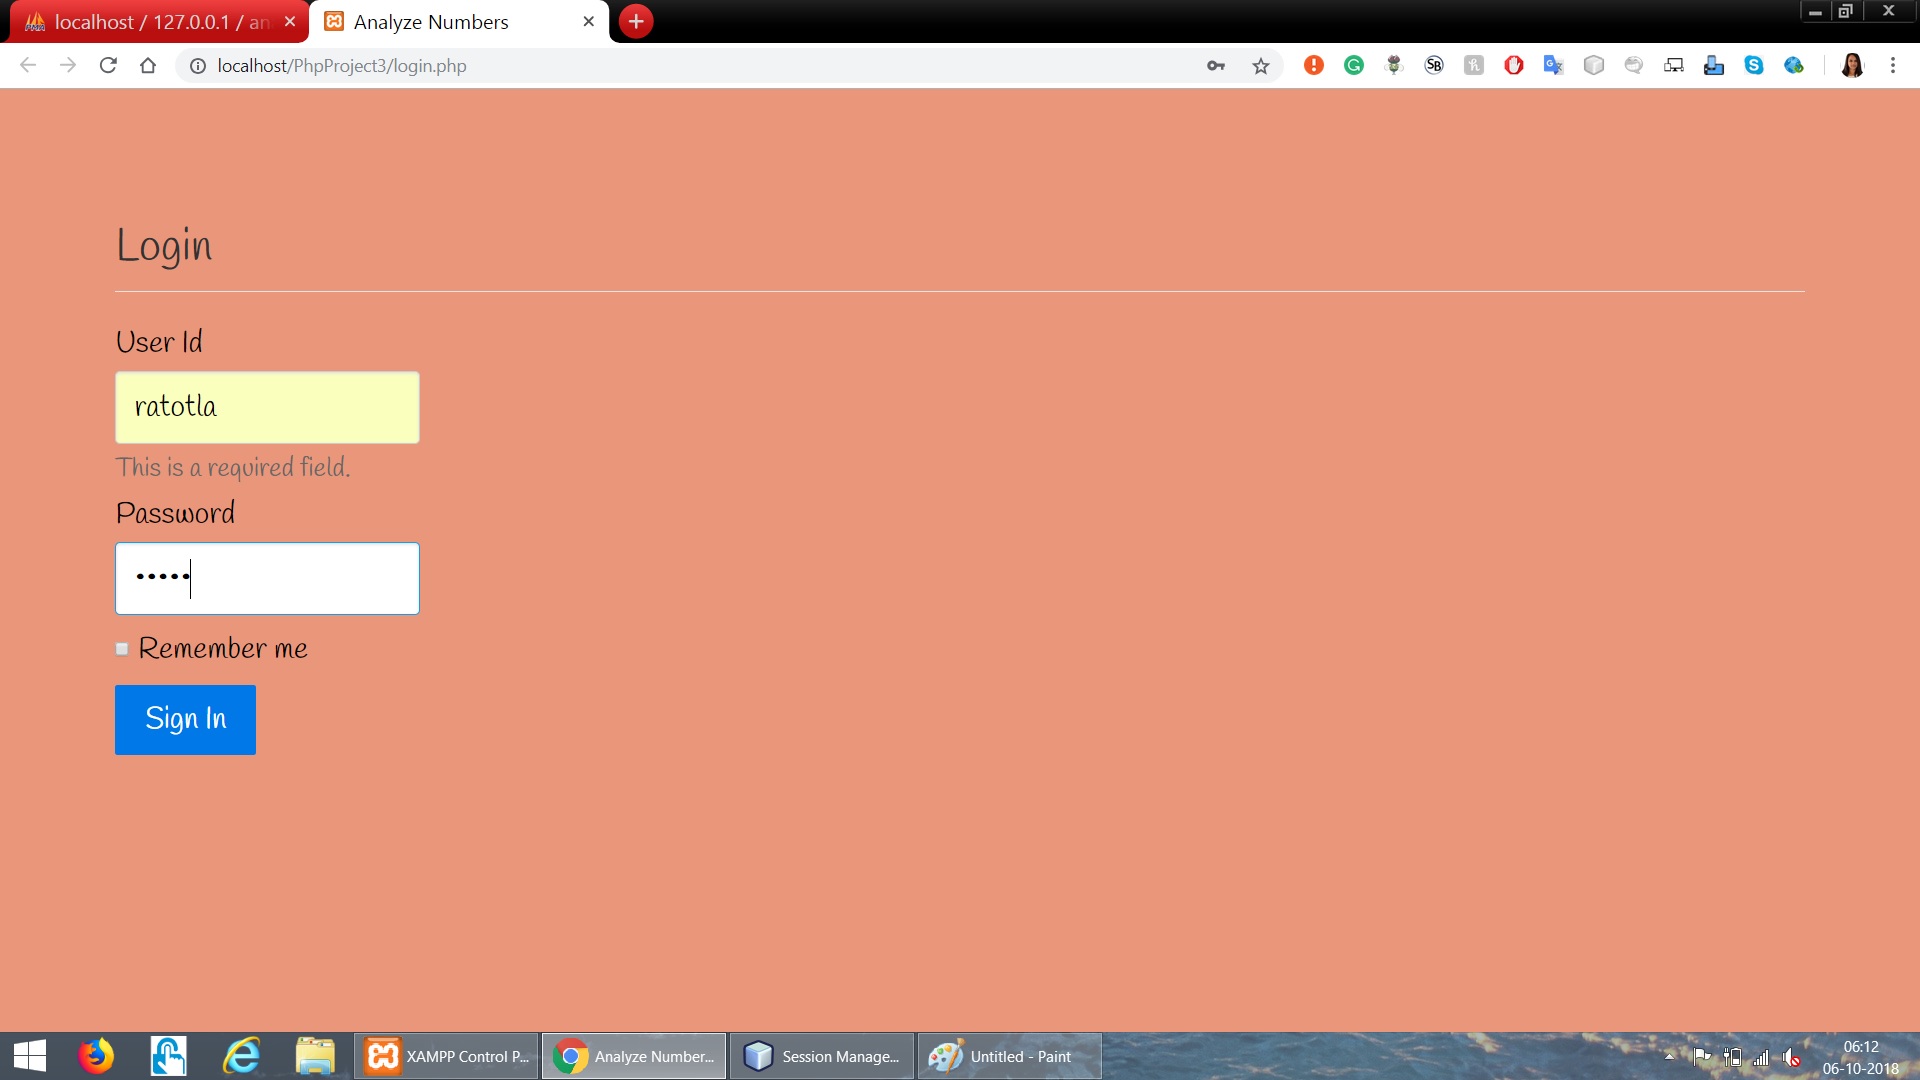 localhost / 127.0.0.1 / an
Analyze Numbers
localhost/PhpProject3/login.php
Login
User Id
ratotla
This is a required field.
Password
•••••
Remember me
Sign In
XAMPP Control P...
Analyze Number...
Session Manage...
Untitled - Paint
06:12
06-10-2018